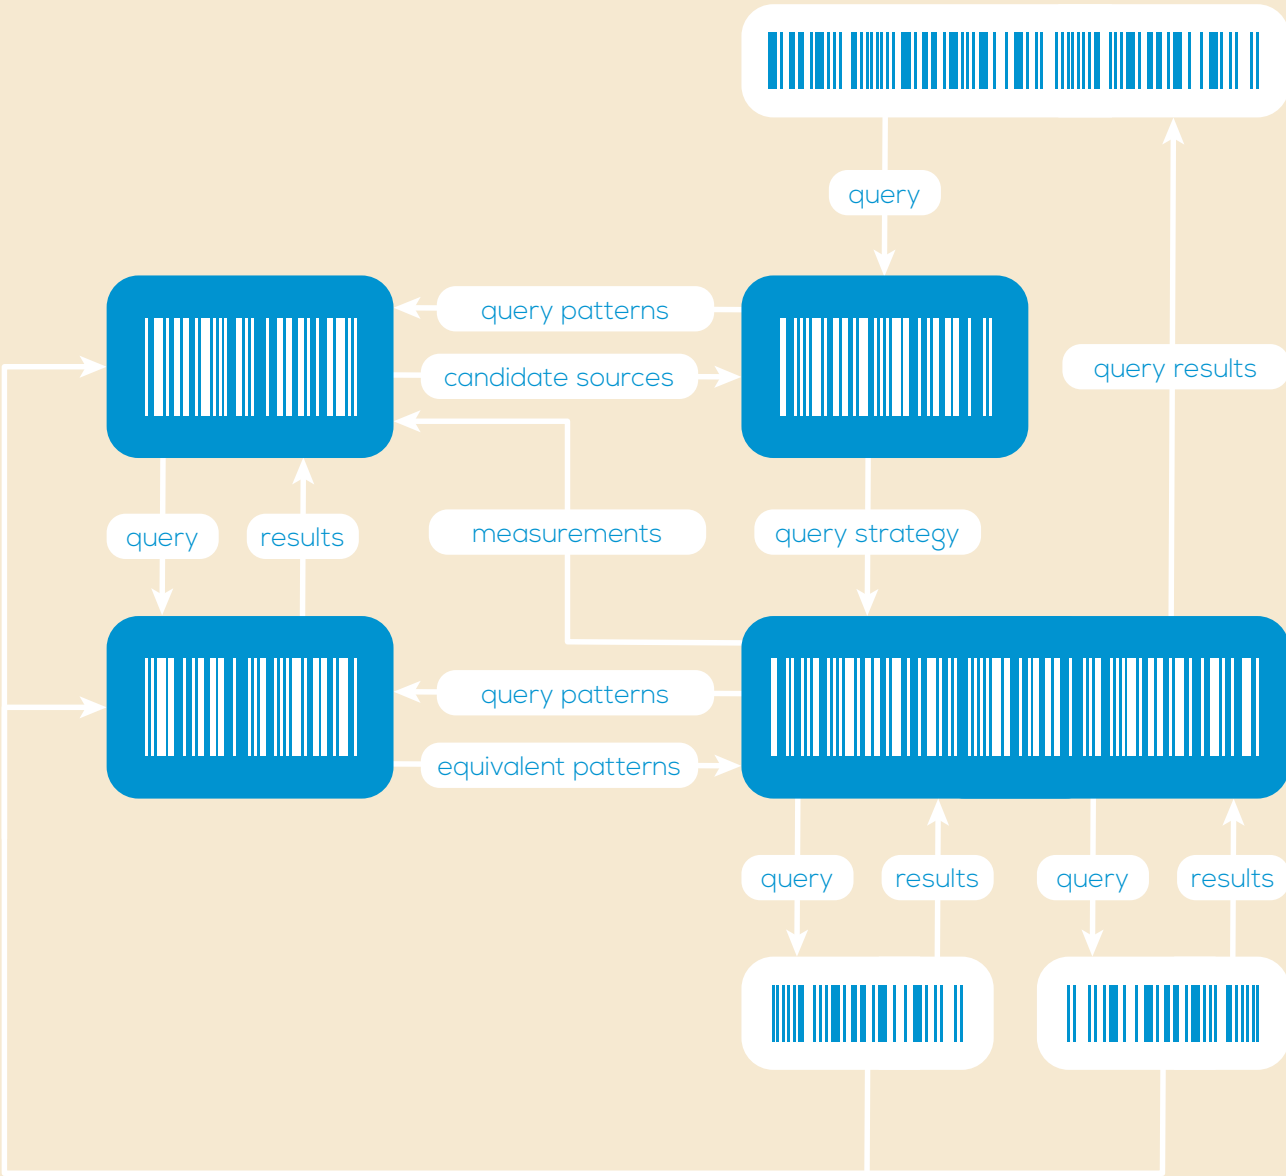 query
query patterns
candidate sources
query results
query
results
measurements
query strategy
query patterns
equivalent patterns
query
results
query
results